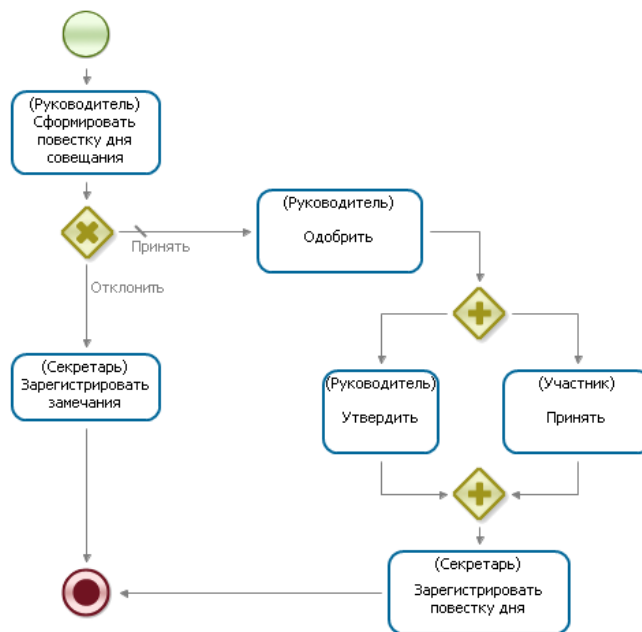 (Руководитель)
Сформировать
повестку дня
совещания
(Руководитель)
Одобрить
Принять
Отклонить
(Секретарь)
Зарегистрировать
замечания
(Руководитель)
Утвердить
(Участник)
Принять
(Секретарь)
Зарегистрировать
повестку дня